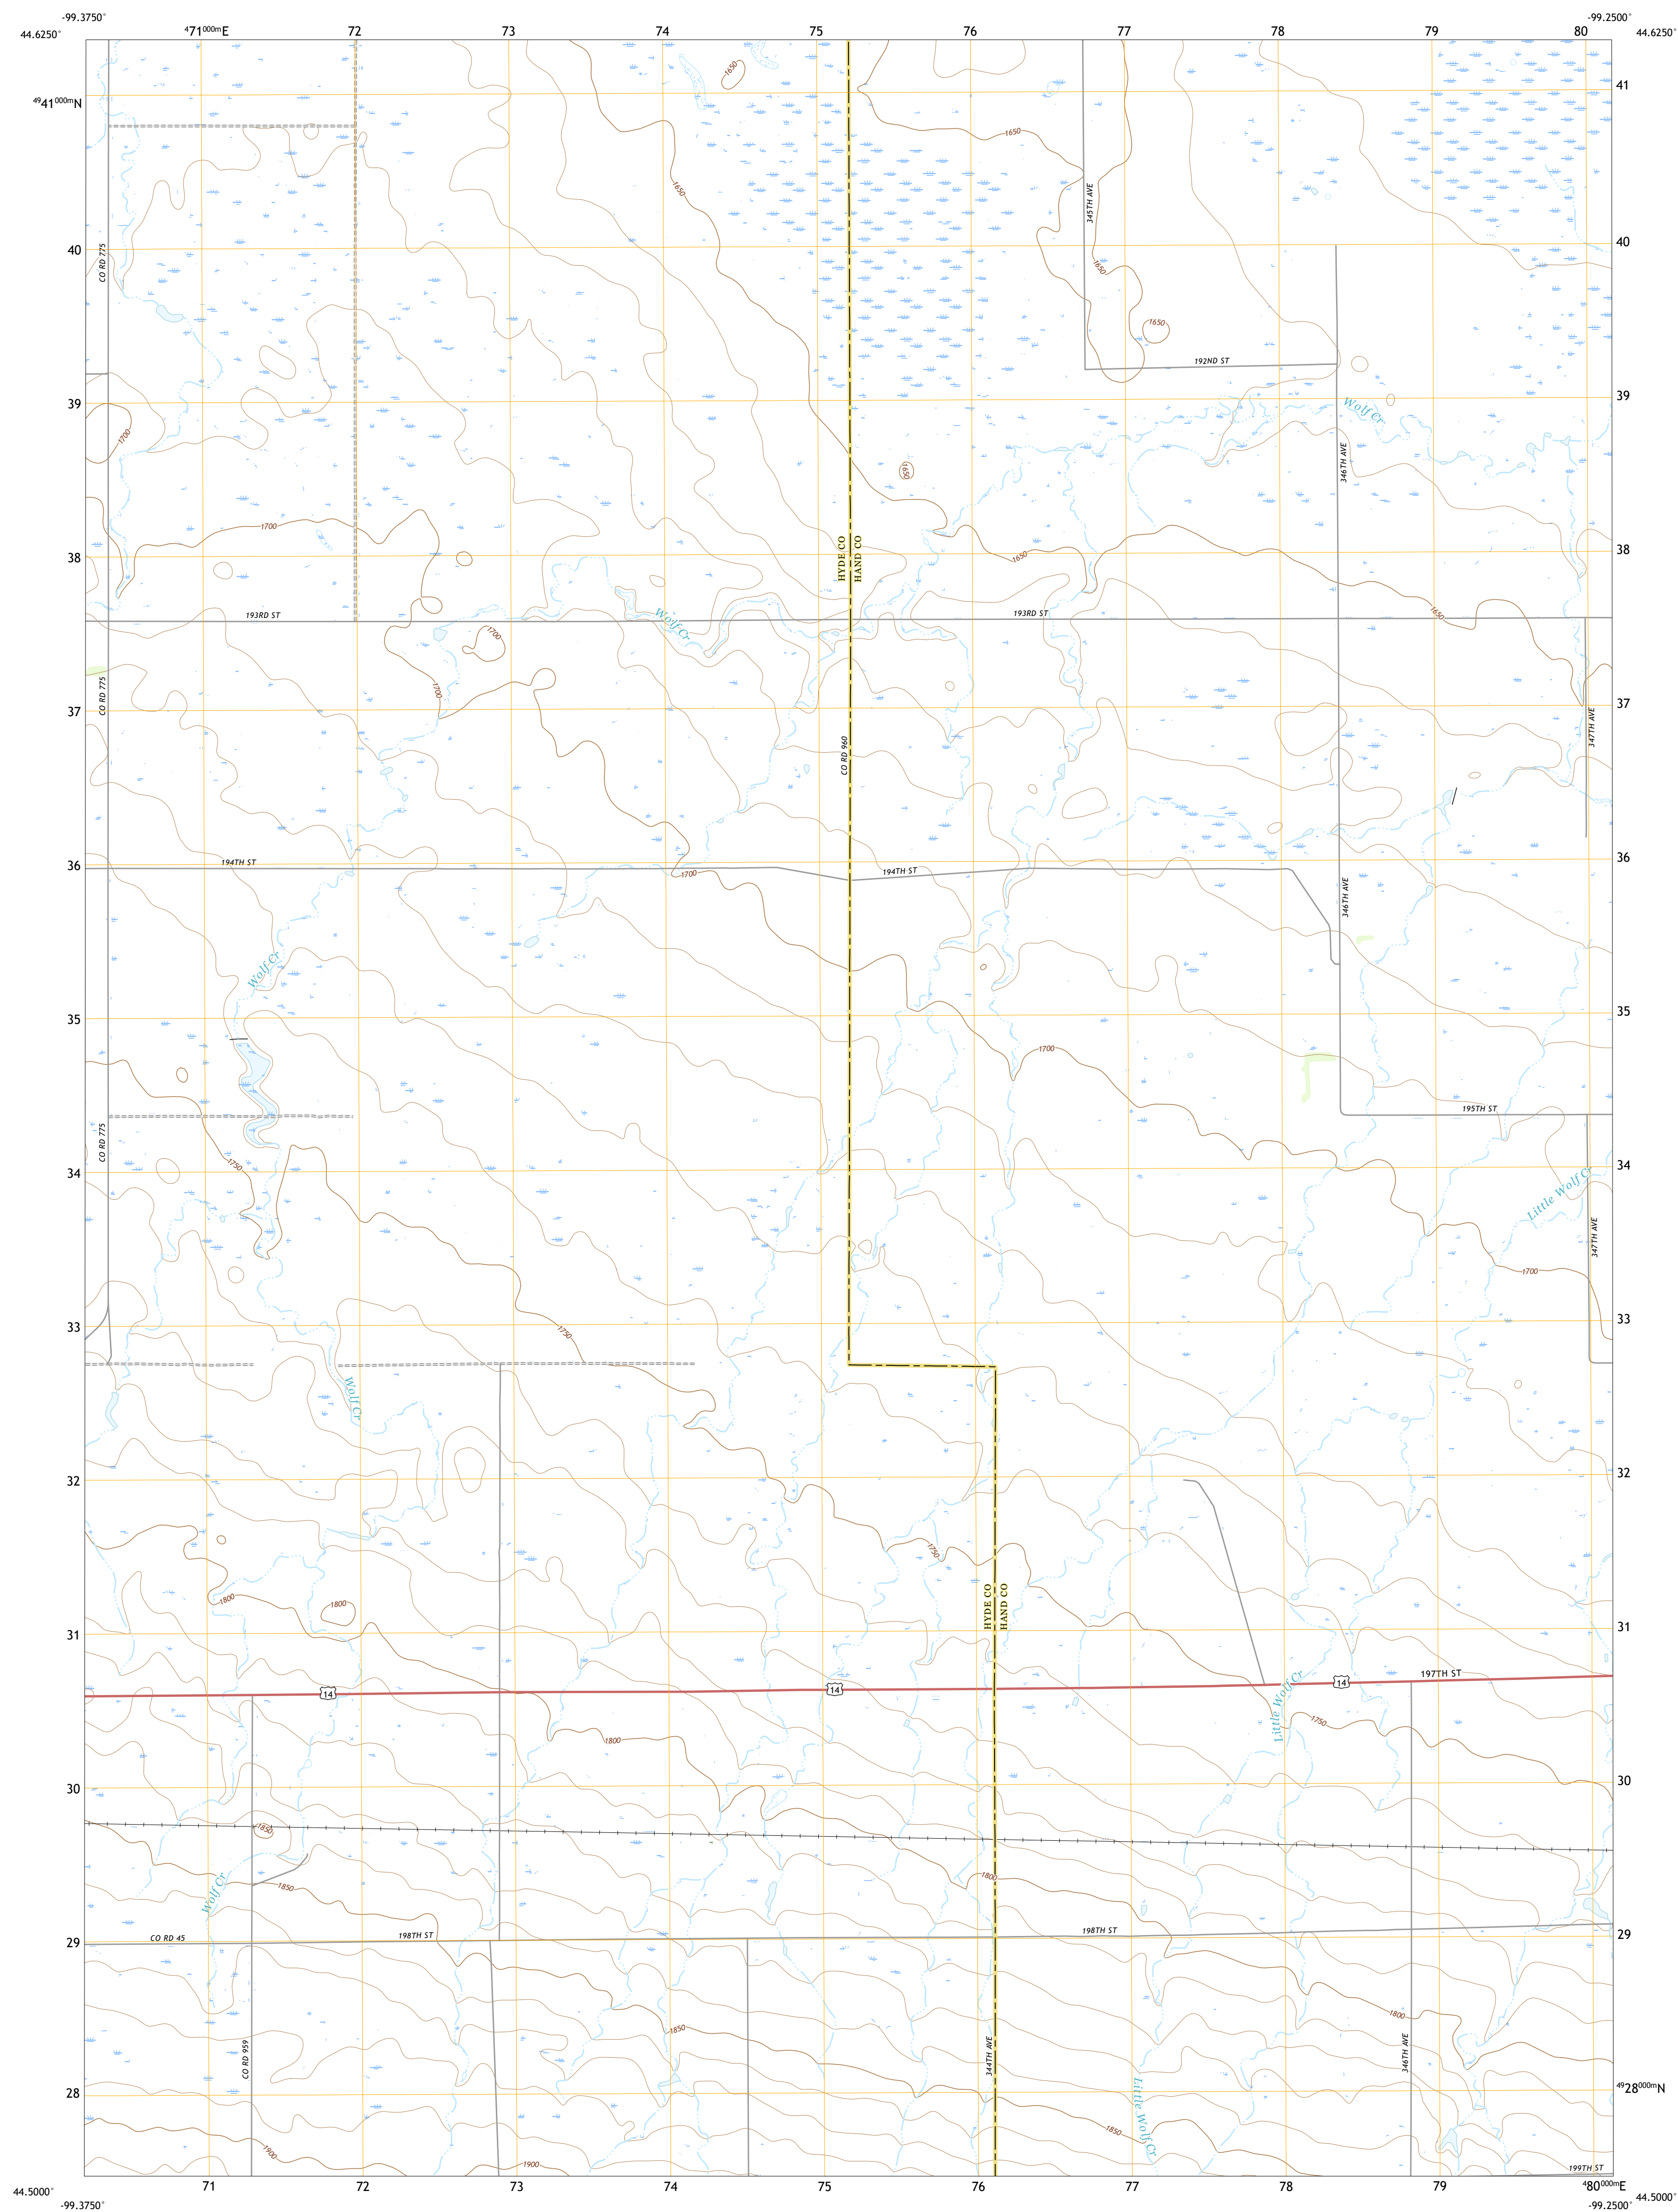 -99.3750°
-99.2500°
44.6250°
471000mE
72
73
74
75
76
77
78
79
80
44.6250°
4941000mN
41
1650
1650
345TH AVE
1650
40
CO RD 775
40
1650
1650
192ND ST
39
39
Wolf Cr
1700
346TH AVE
1650
1700
HYDE CO
HAND CO
38
1650
38
193RD ST
Wolf Cr
193RD ST
1650
1700
1700
CO RD 775
37
37
347TH AVE
CO RD 960
36
194TH ST
194TH ST
36
1700
346TH AVE
Wolf Cr
35
35
1700
195TH ST
CO RD 775
1750
34
34
Little Wolf Cr
347TH AVE
1700
33
1750
33
Wolf Cr
32
32
1750
1800
1800
HYDE CO
HAND CO
31
31
197TH ST
14
14
14
Little Wolf Cr
1750
1800
30
30
1850
1800
1850
Wolf Cr
CO RD 45
198TH ST
198TH ST
29
29
1800
1850
CO RD 959
344TH AVE
346TH AVE
28
4928000mN
Little Wolf Cr
1850
1900
1900
199TH ST
44.5000°
71
72
73
74
75
76
77
78
79
480000mE
44.5000°
-99.3750°
-99.2500°